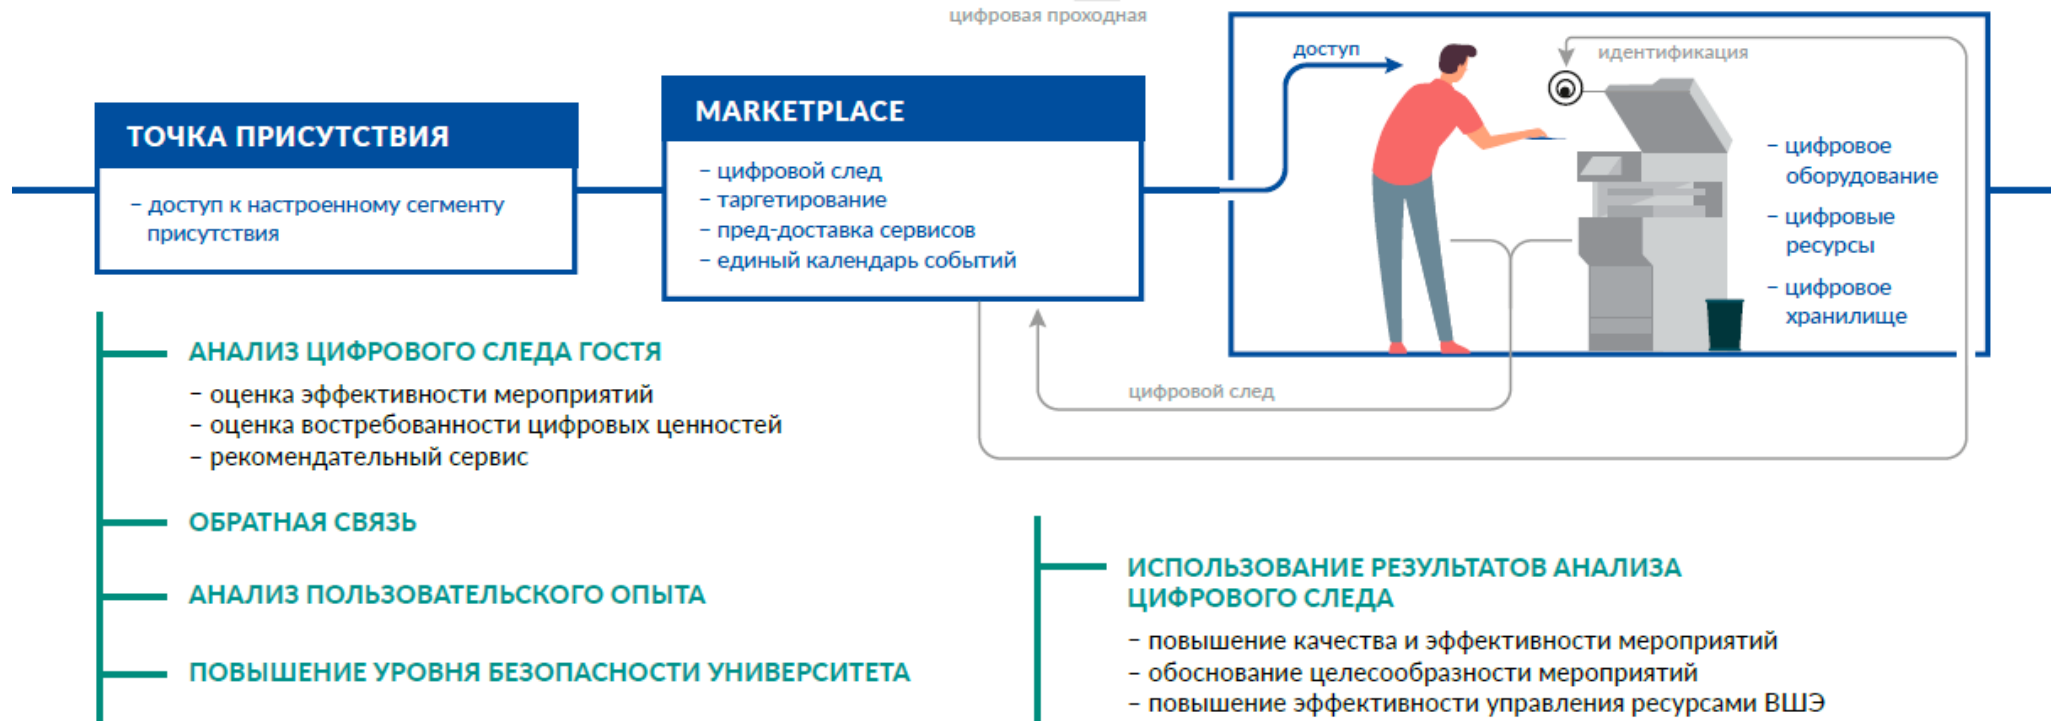 цифровая проходная
ТОЧКА ПРИСУТСТВИЯ
– доступ к настроенному сегменту
присутствия
MARKETPLACE
– цифровой след
– таргетирование
– пред-доставка сервисов
– единый календарь событий
доступ
идентификация
– цифровое
оборудование
– цифровые
ресурсы
– цифровое
хранилище
цифровой след
АНАЛИЗ ЦИФРОВОГО СЛЕДА ГОСТЯ
– оценка эффективности мероприятий
– оценка востребованности цифровых ценностей
– рекомендательный сервис
ОБРАТНАЯ СВЯЗЬ
АНАЛИЗ ПОЛЬЗОВАТЕЛЬСКОГО ОПЫТА
ПОВЫШЕНИЕ УРОВНЯ БЕЗОПАСНОСТИ УНИВЕРСИТЕТА
ИСПОЛЬЗОВАНИЕ РЕЗУЛЬТАТОВ АНАЛИЗА
ЦИФРОВОГО СЛЕДА
– повышение качества и эффективности мероприятий
– обоснование целесообразности мероприятий
– повышение эффективности управления ресурсами ВШЭ